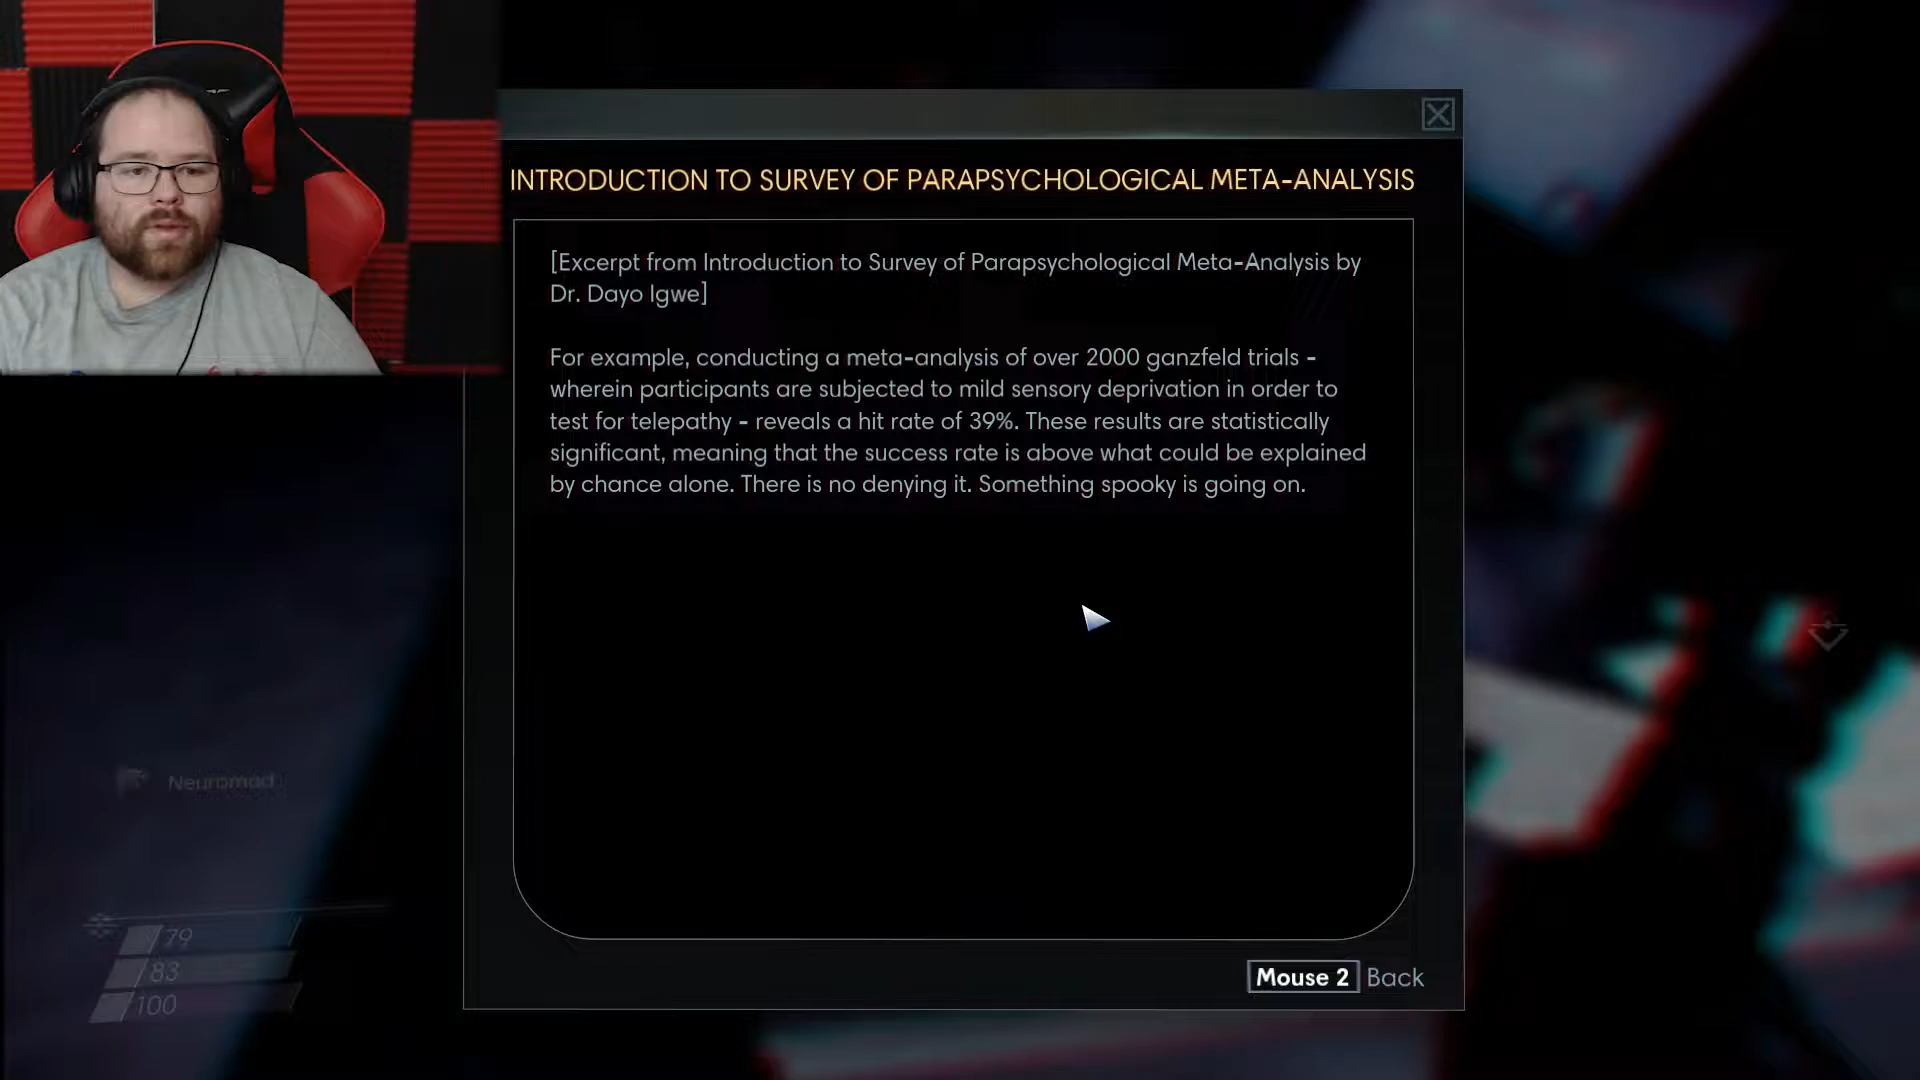 INTRODUCTION TO SURVEY OF PARAPSYCHOLOGICAL META-ANALYSIS
[Excerpt from Introduction to Survey of Parapsychological Meta-Analysis by
Dr. Dayo Igwe]
For example, conducting a meta-analysis of over 2000 ganzfeld trials -
wherein participants are subjected to mild sensory deprivation in order to
test for telepathy - reveals a hit rate of 39%. These results are statistically
significant, meaning that the success rate is above what could be explained
by chance alone. There is no denying it. Something spooky is going on.
Neuromod
79
83
100
Mouse 2 Back